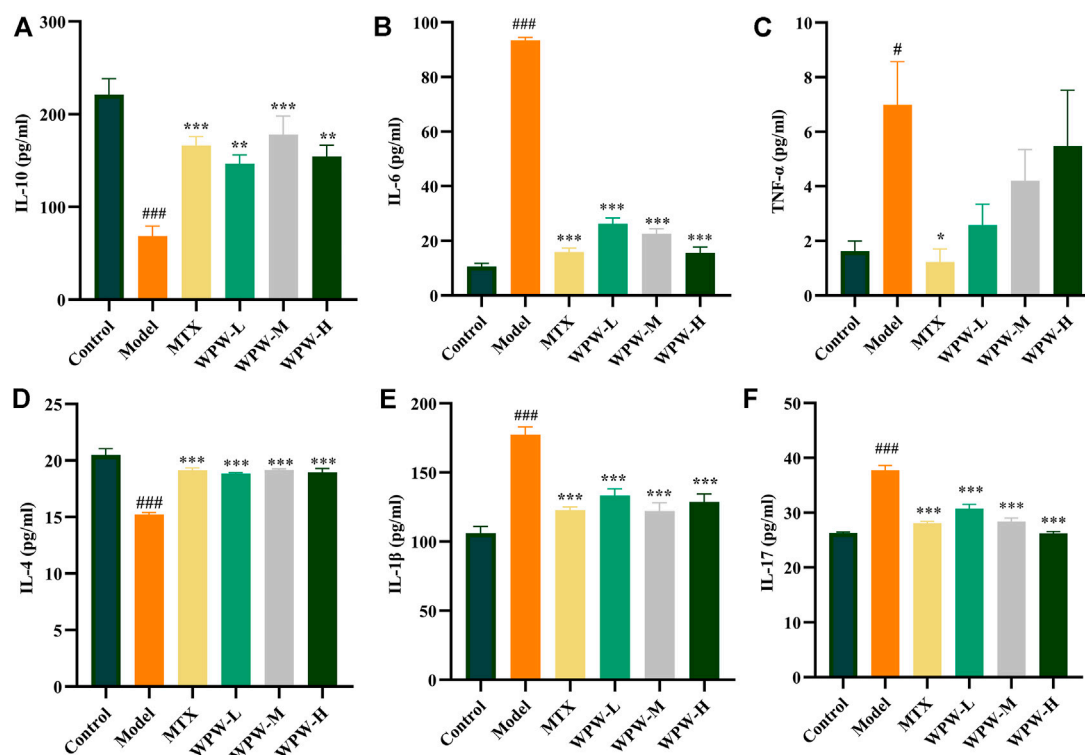 A
IL-10 (pg/ml)
300
200
100
0
###
***
**
***
**
Control
Model
MTX
WPW-L
WPW-M
WPW-H
B
IL-6 (pg/ml)
100
80
60
40
20
0
###
***
***
***
***
Control
Model
MTX
WPW-L
WPW-M
WPW-H
C
TNF-α (pg/ml)
10
8
6
4
2
0
#
*
Control
Model
MTX
WPW-L
WPW-M
WPW-H
D
IL-4 (pg/ml)
25
20
15
10
5
0
###
***
***
***
***
Control
Model
MTX
WPW-L
WPW-M
WPW-H
E
IL-1β (pg/ml)
200
150
100
50
0
###
***
***
***
***
Control
Model
MTX
WPW-L
WPW-M
WPW-H
F
IL-17 (pg/ml)
50
40
30
20
10
0
###
***
***
***
***
Control
Model
MTX
WPW-L
WPW-M
WPW-H